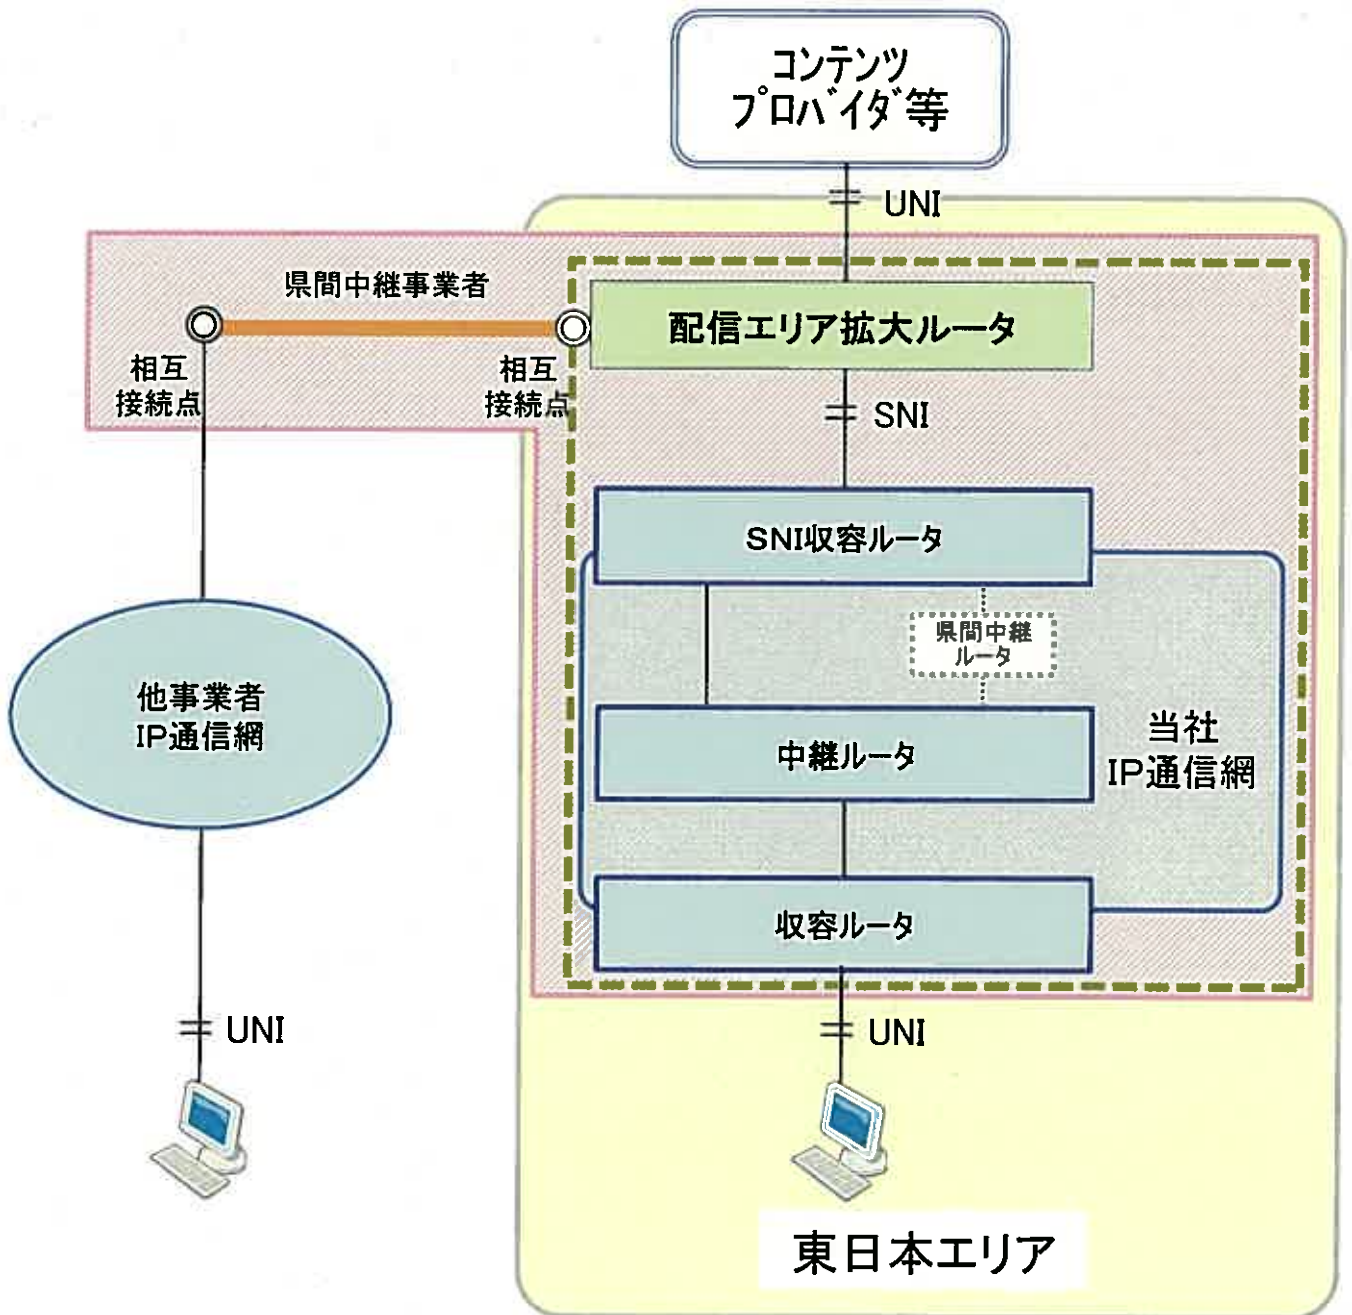 コンテンツ
プロバイダ等
UNI
県間中継事業者
配信エリア拡大ルータ
相互
接続点
相互
接続点
SNI
SNI収容ルータ
県間中継
ルータ
他事業者
IP通信網
中継ルータ
当社
IP通信網
収容ルータ
UNI
UNI
東日本エリア